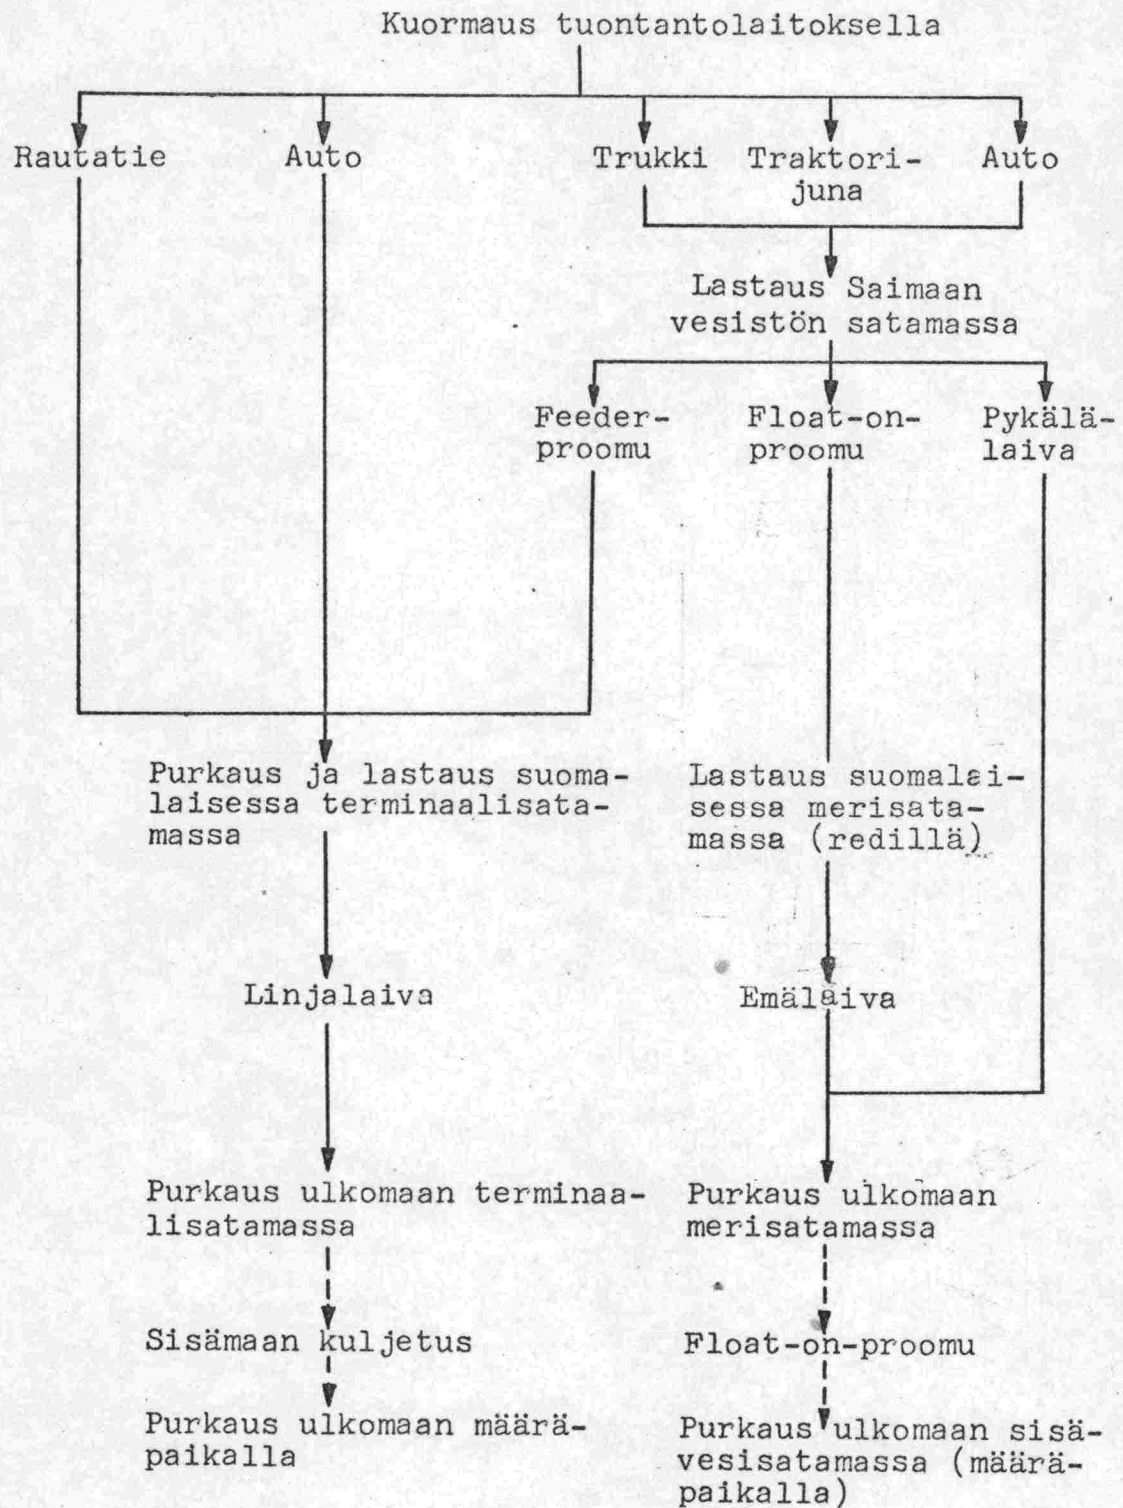 Kuormaus tuontantolaitoksella
Rautatie
Auto
Trukki
Traktori-
juna
Auto
Lastaus Saimaan
vesistön satamassa
Feeder-
proomu
Float-on-
proomu
Pykälä-
laiva
Purkaus ja lastaus suoma-
laisessa terminaalisata-
massa
Lastaus suomalai-
sessa merisata-
massa (redillä)
Linjalaiva
Emälaiva
Purkaus ulkomaan terminaa-
lisatamassa
Purkaus ulkomaan
merisatamassa
Sisämaan kuljetus
Float-on-proomu
Purkaus ulkomaan määrä-
paikalla
Purkaus ulkomaan sisä-
vesisatamassa (määrä-
paikalla)